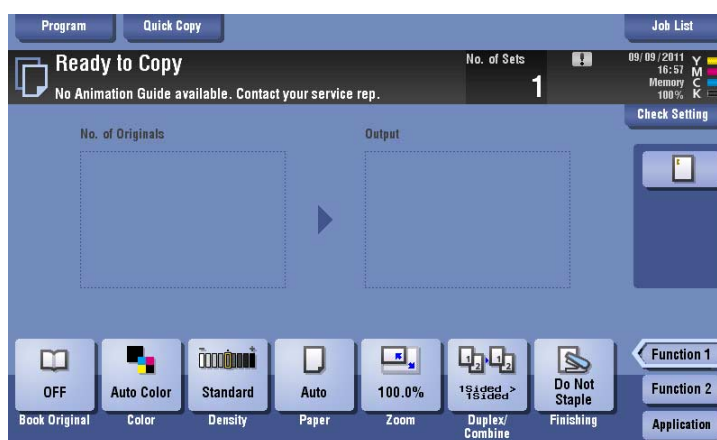 Program
Quick Copy
Job List
Ready to Copy
No. of Sets
1
No Animation Guide available. Contact your service rep.
09/09/2011
16:57
Memory
100%
Y
M
C
K
Check Setting
No. of Originals
Output
Function 1
Function 2
Application
OFF
Auto Color
Standard
Auto
100.0%
1Sided >
1Sided
Do Not
Staple
Book Original
Color
Density
Paper
Zoom
Duplex/
Combine
Finishing